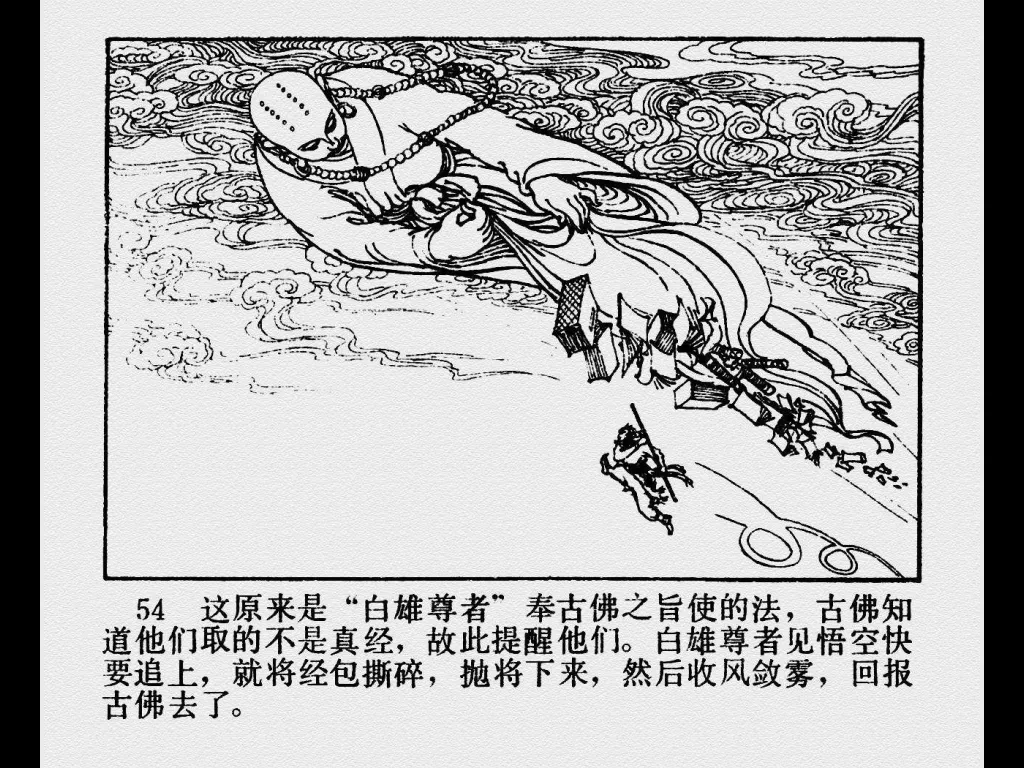 54 这原来是“白雄尊者”奉古佛之旨使的法，古佛知
道他们取的不是真经，故此提醒他们。白雄尊者见悟空快
要追上，就将经包撕碎，抛将下来，然后收风敛雾，回报
古佛去了。